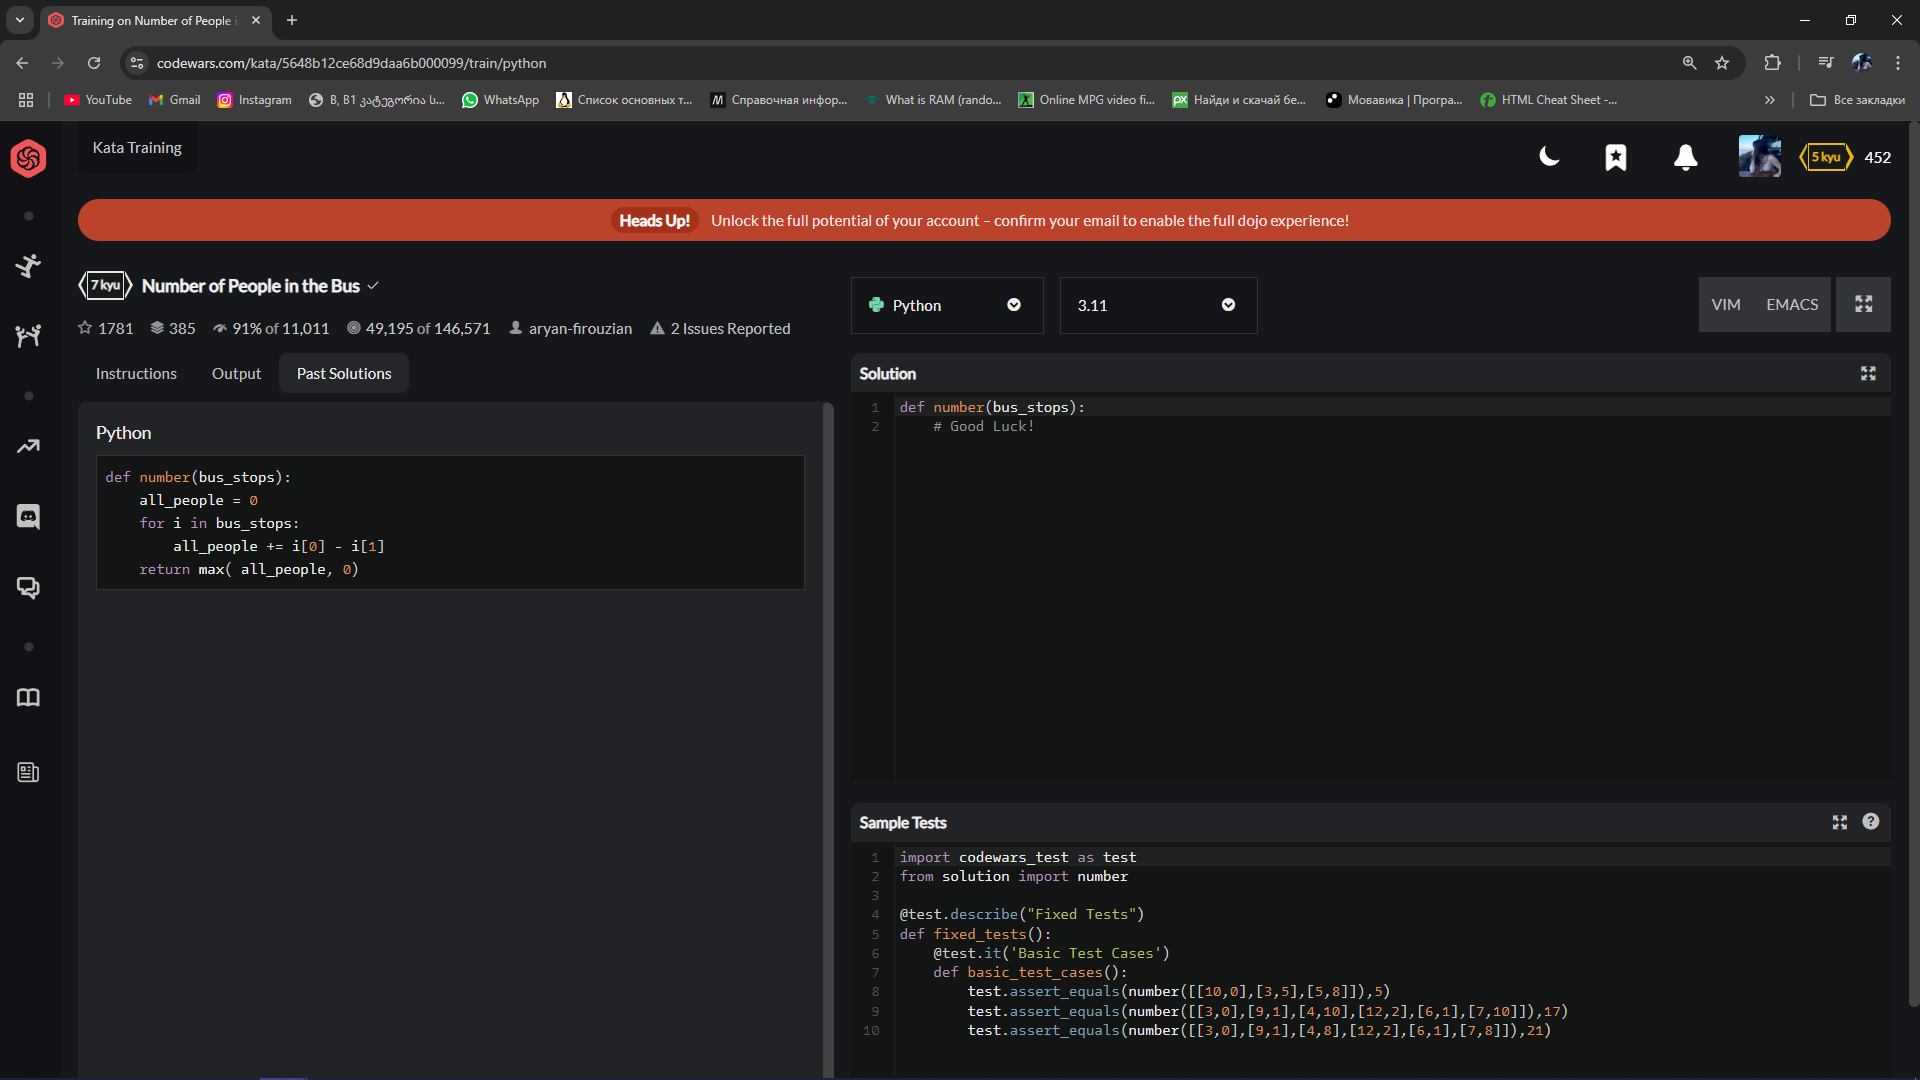 Training on Number of People i
codewars.com/kata/5648b12ce68d9daa6b000099/train/python
YouTube
Gmail
Instagram
B, B1 კატეგორია ს...
WhatsApp
Список основных т...
Справочная инфор...
What is RAM (rando...
Online MPG video fi...
Найди и скачай бе...
Мовавика | Програ...
HTML Cheat Sheet -...
Все закладки
Kata Training
5 kyu
452
Heads Up! Unlock the full potential of your account – confirm your email to enable the full dojo experience!
7 kyu
Number of People in the Bus
1781
385
91% of 11,011
49,195 of 146,571
aryan-firouzian
2 Issues Reported
Python
3.11
VIM
EMACS
Instructions
Output
Past Solutions
Python
def number(bus_stops):
    all_people = 0
    for i in bus_stops:
        all_people += i[0] - i[1]
    return max( all_people, 0)
Solution
1 def number(bus_stops):
2     # Good Luck!
Sample Tests
1 import codewars_test as test
2 from solution import number
3
4 @test.describe("Fixed Tests")
5 def fixed_tests():
6     @test.it('Basic Test Cases')
7     def basic_test_cases():
8         test.assert_equals(number([[10,0],[3,5],[5,8]]),5)
9         test.assert_equals(number([[3,0],[9,1],[4,10],[12,2],[6,1],[7,10]]),17)
10         test.assert_equals(number([[3,0],[9,1],[4,8],[12,2],[6,1],[7,8]]),21)